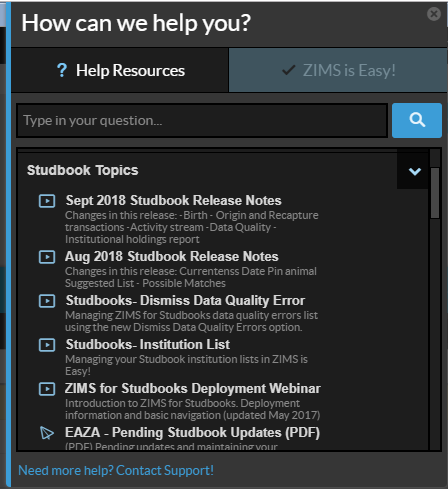 How can we help you?
? Help Resources
ZIMS is Easy!
Type in your question...
Studbook Topics
Sept 2018 Studbook Release Notes
Changes in this release: -Birth - Origin and Recapture
transactions -Activity stream -Data Quality -
Institutional holdings report
Aug 2018 Studbook Release Notes
Changes in this release: Currentenss Date Pin animal
Suggested List - Possible Matches
Studbooks- Dismiss Data Quality Error
Managing ZIMS for Studbooks data quality errors list
using the new Dismiss Data Quality Errors option.
Studbooks- Institution List
Managing your Studbook institution lists in ZIMS is
Easy!
ZIMS for Studbooks Deployment Webinar
Introduction to ZIMS for Studbooks. Deployment
information and basic navigation (updated May 2017)
EAZA - Pending Studbook Updates (PDF)
(PDF) Pending updates and maintaining your
Need more help? Contact Support!